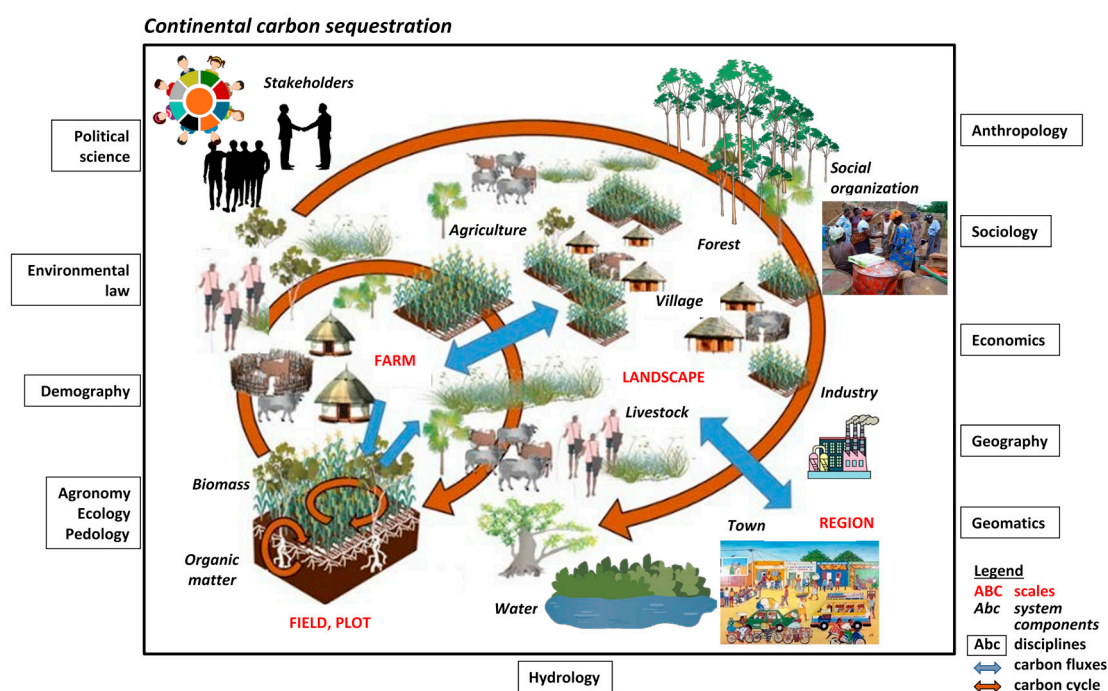 Continental carbon sequestration
Stakeholders
Political
science
Anthropology
Social
organization
Agriculture
Forest
Sociology
Environmental
law
Village
Economics
FARM
LANDSCAPE
Demography
Industry
Livestock
Geography
Biomass
Agronomy
Ecology
Pedology
Town
REGION
Geomatics
Organic
matter
Water
FIELD, PLOT
Legend
ABC scales
Abc system
components
Abc disciplines
carbon fluxes
carbon cycle
Hydrology